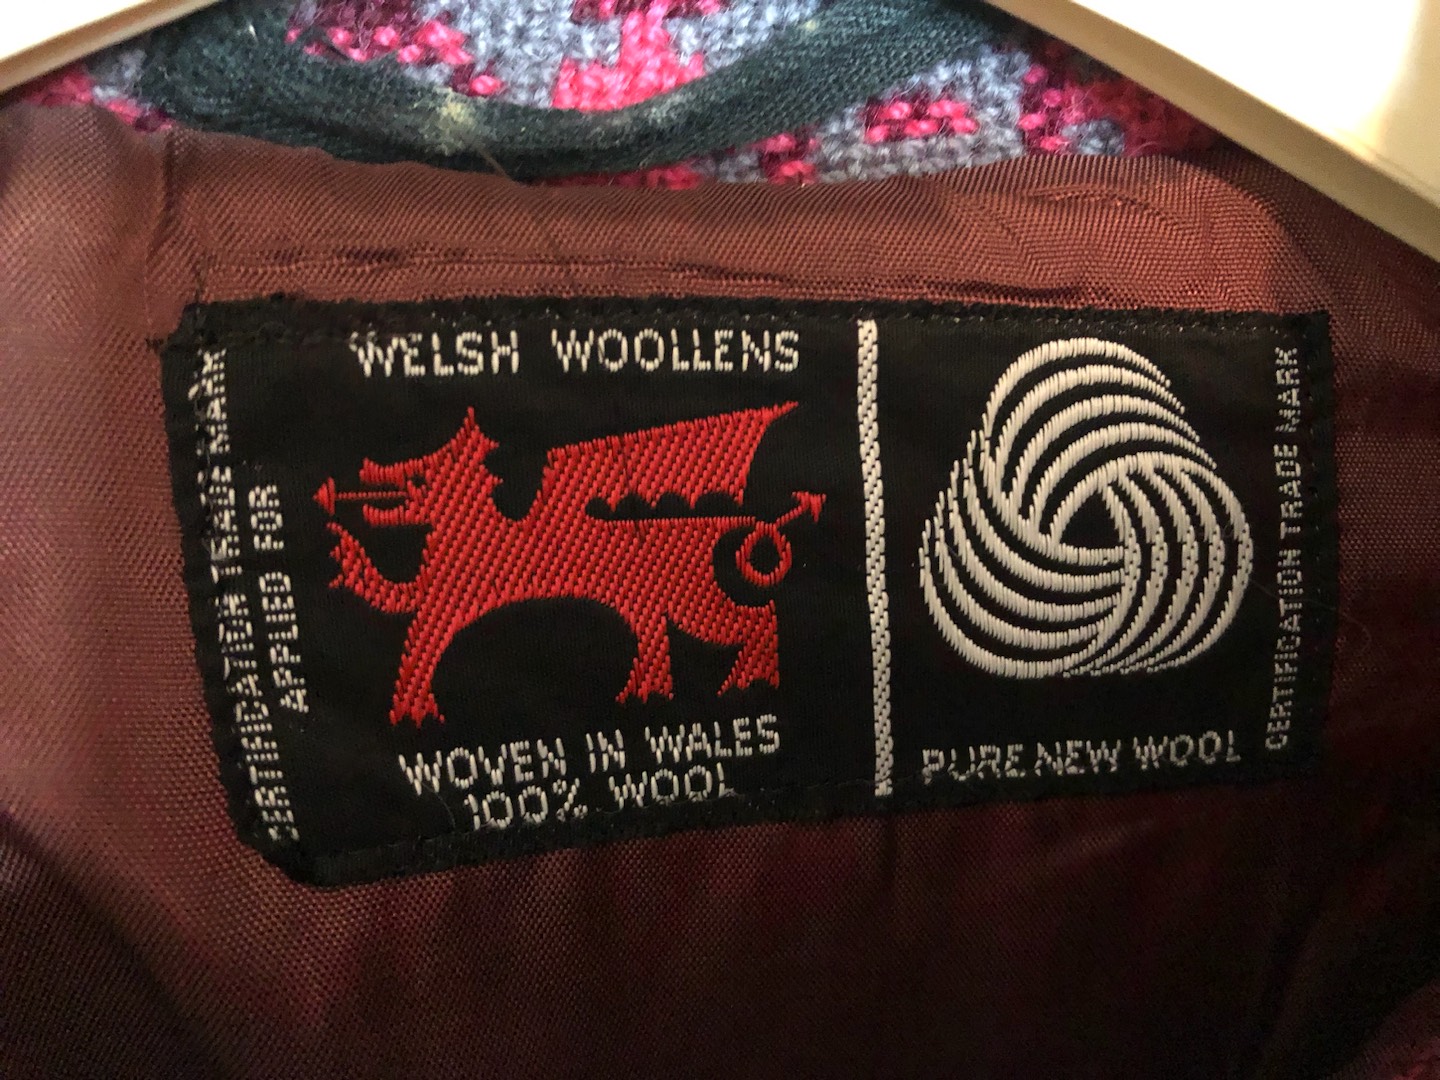 WELSH WOOLLENS
CERTIFICATION TRADE MARK
APPLIED FOR
WOVEN IN WALES
100% WOOL
PURE NEW WOOL
CERTIFICATION TRADE MARK